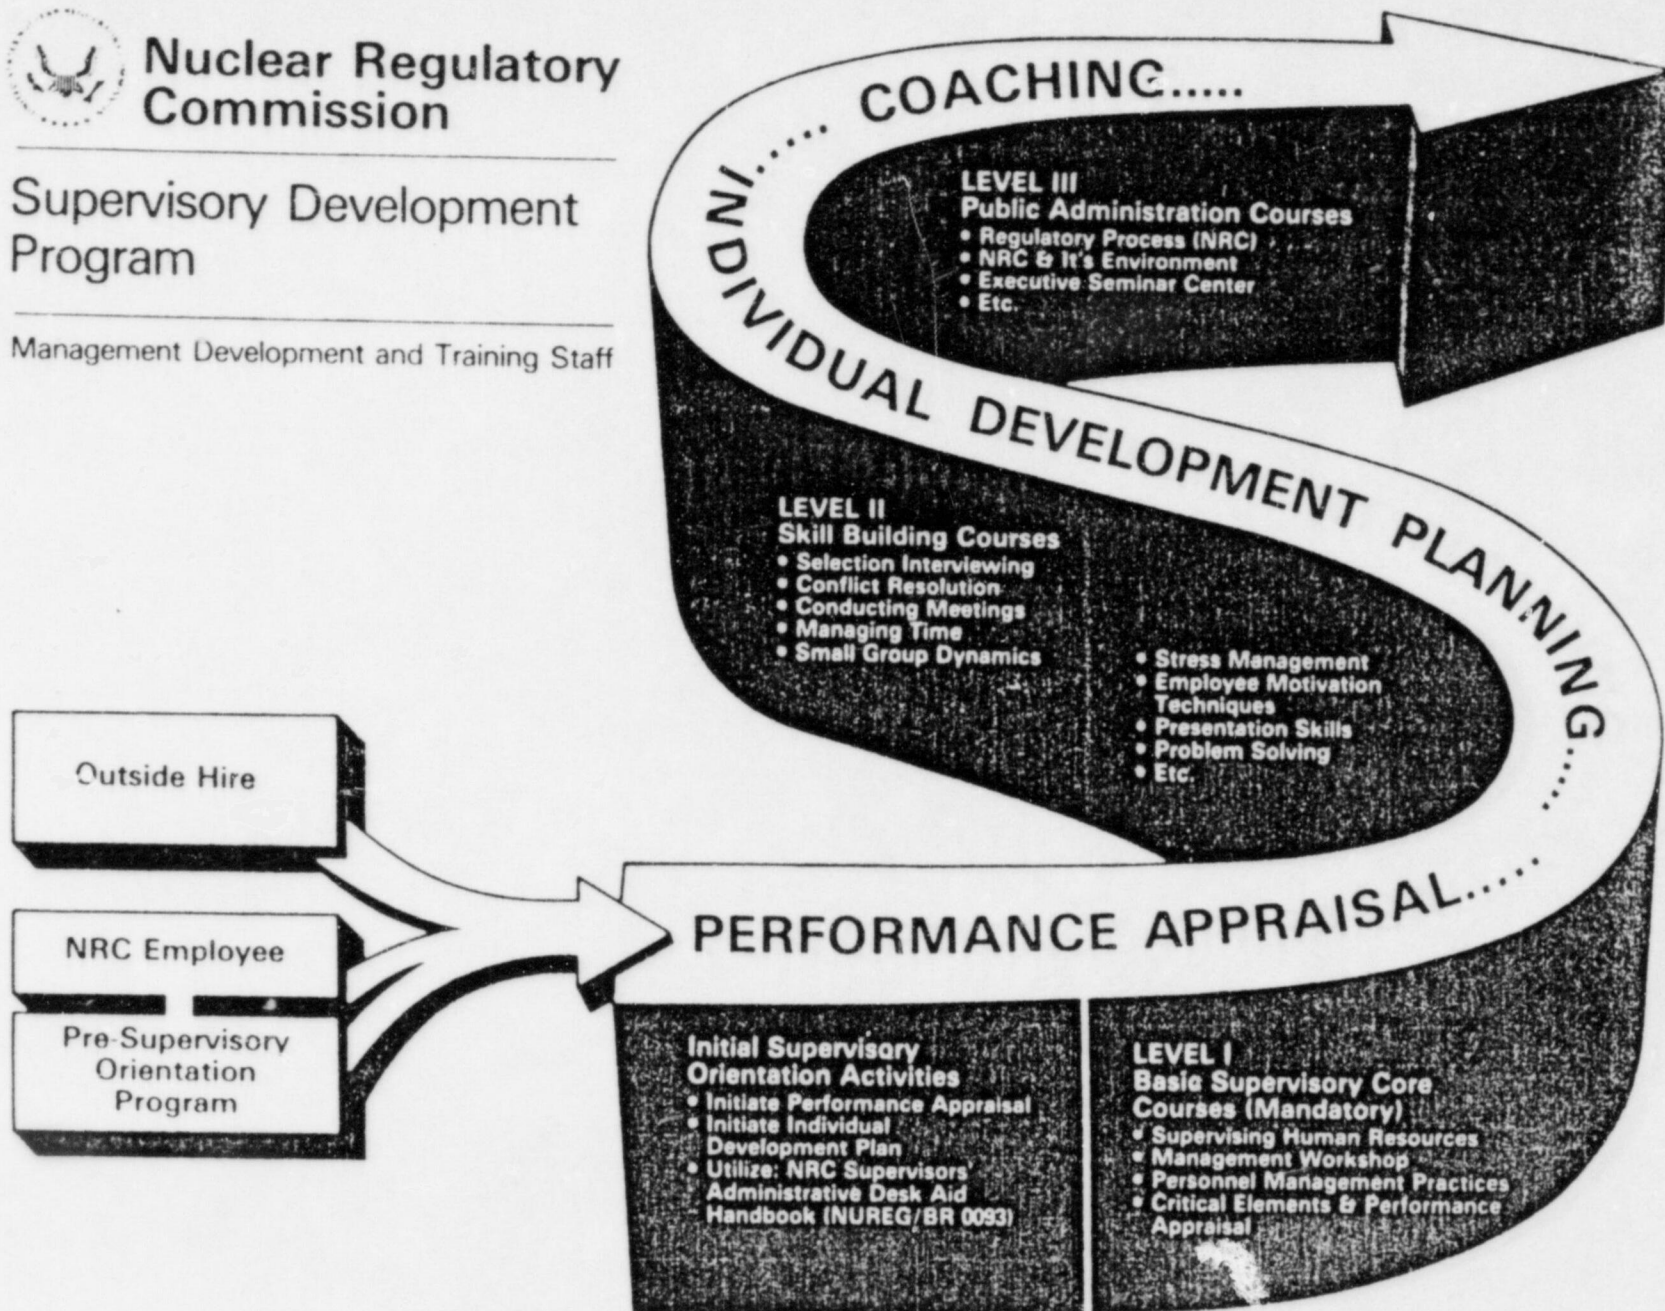 Nuclear Regulatory
Commission
Supervisory Development
Program
Management Development and Training Staff
COACHING.....
INDIVIDUAL DEVELOPMENT PLANNING.....
PERFORMANCE APPRAISAL.....
LEVEL III
Public Administration Courses
• Regulatory Process (NRC)
• NRC & It's Environment
• Executive Seminar Center
• Etc.
LEVEL II
Skill Building Courses
• Selection Interviewing
• Conflict Resolution
• Conducting Meetings
• Managing Time
• Small Group Dynamics
• Stress Management
• Employee Motivation
Techniques
• Presentation Skills
• Problem Solving
• Etc.
Outside Hire
NRC Employee
Pre-Supervisory
Orientation
Program
Initial Supervisory
Orientation Activities
• Initiate Performance Appraisal
• Initiate Individual
Development Plan
• Utilize: NRC Supervisors'
Administrative Desk Aid
Handbook (NUREG/BR 0093)
LEVEL I
Basic Supervisory Core
Courses (Mandatory)
• Supervising Human Resources
• Management Workshop
• Personnel Management Practices
• Critical Elements & Performance
Appraisal